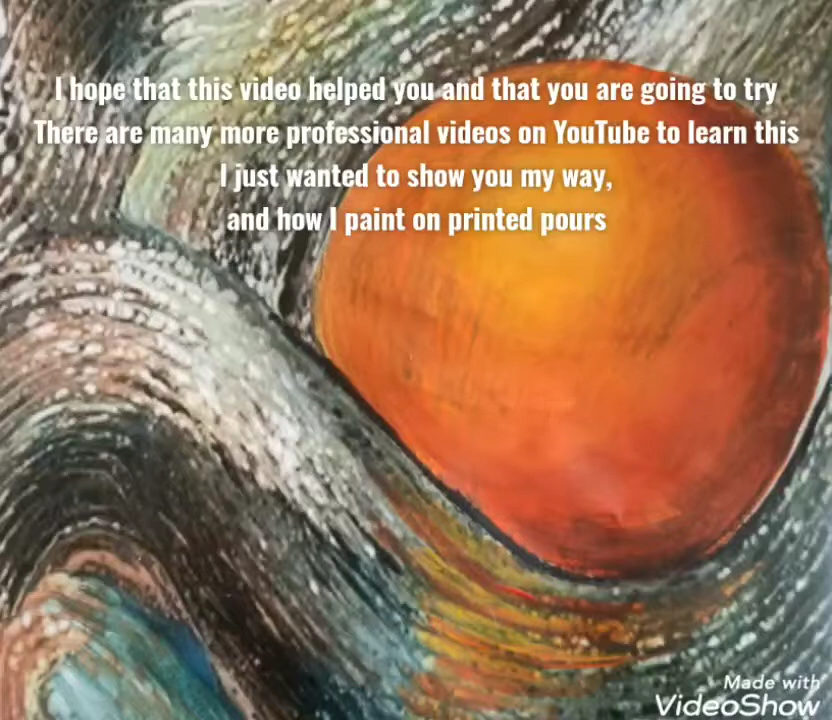 I hope that this video helped you and that you are going to try
There are many more professional videos on YouTube to learn this
I just wanted to show you my way,
and how I paint on printed pours
Made with
VideoShow